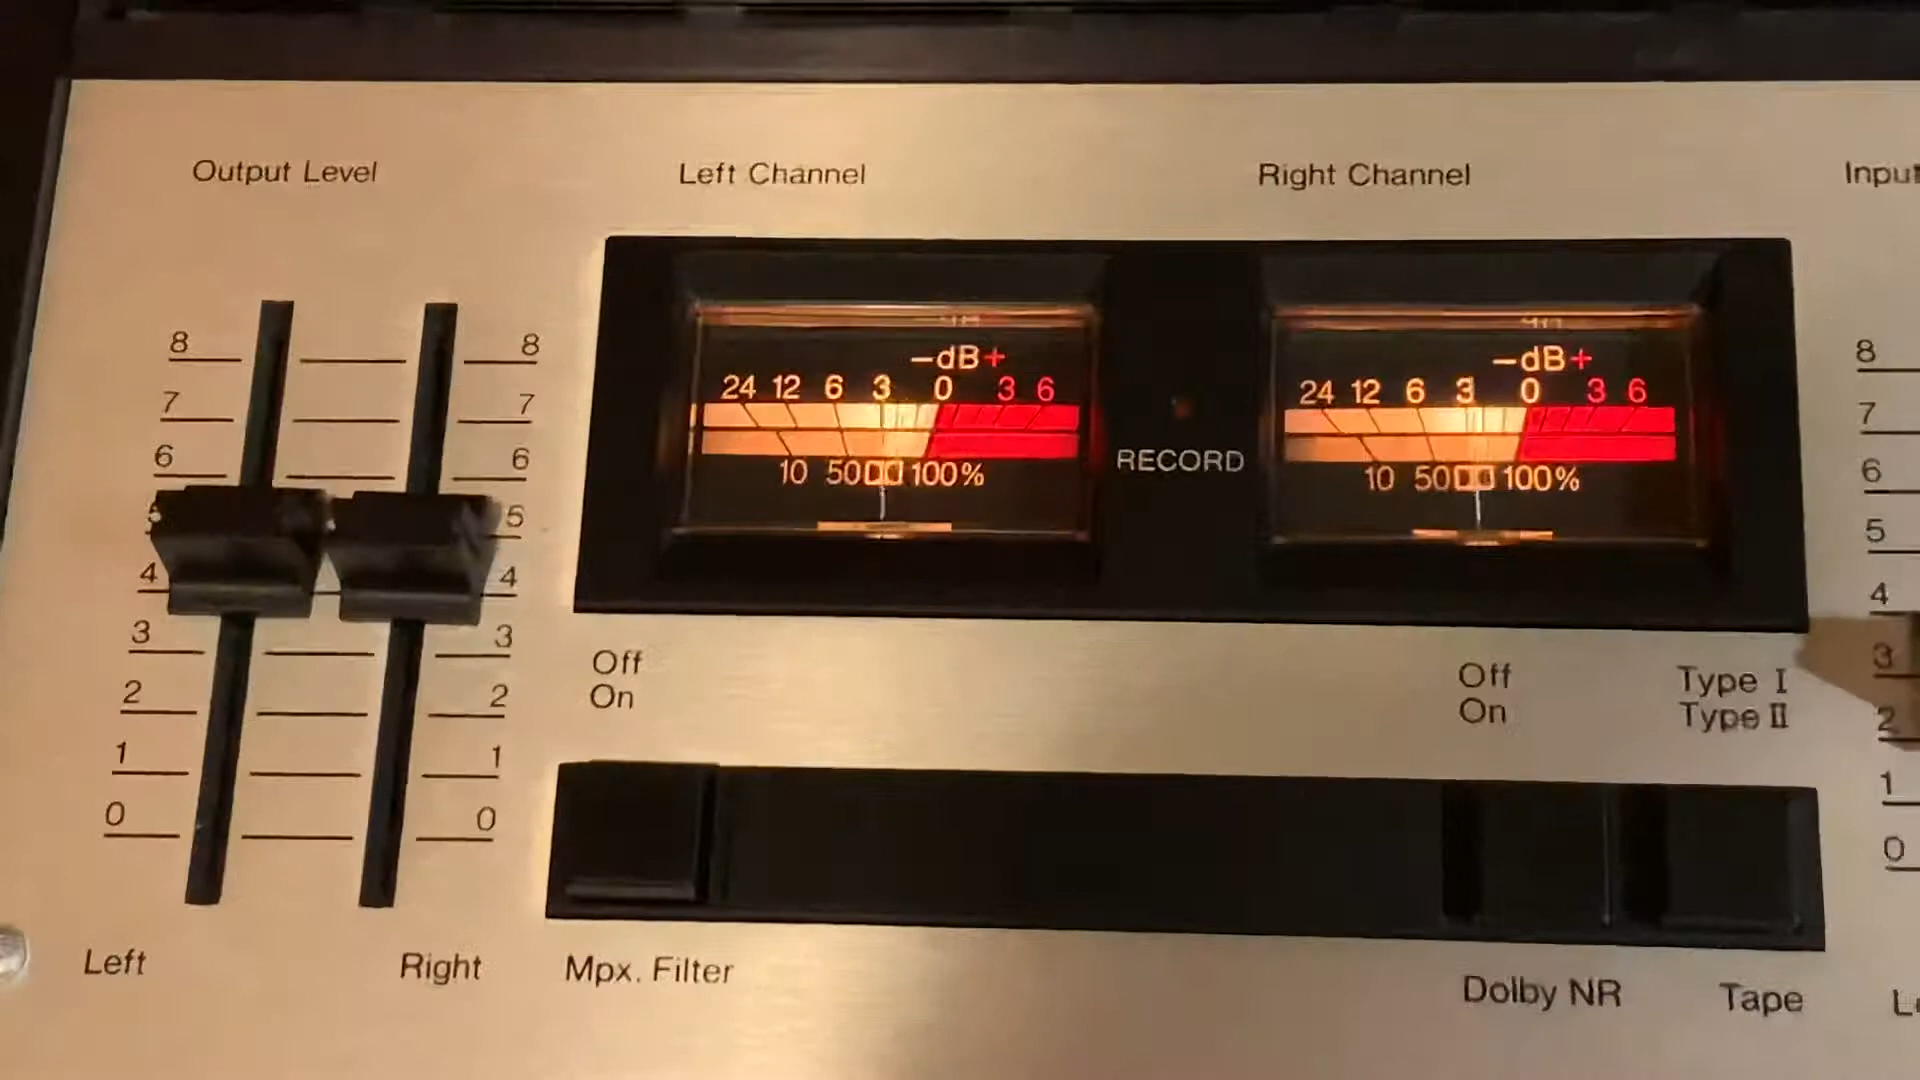 Output Level
Left Channel
Right Channel
8
7
6
5
4
3
2
1
0
8
7
6
5
4
3
2
1
0
Left
Right
-dB+
24 12 6 3 0 3 6
10 50 100%
RECORD
-dB+
24 12 6 3 0 3 6
10 50 100%
Off
On
Mpx. Filter
Off
On
Dolby NR
Type I
Type II
Tape
8
7
6
5
4
3
2
1
0